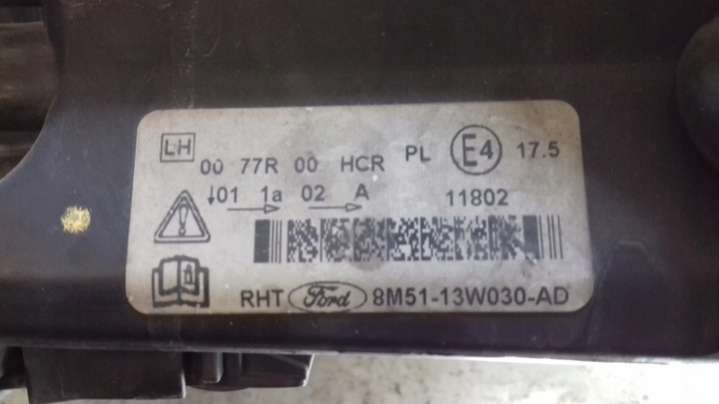 LH
00 77R 00 HCR PL E4 17.5
↓01 1a 02 A 11802
RHT Ford 8M51-13W030-AD